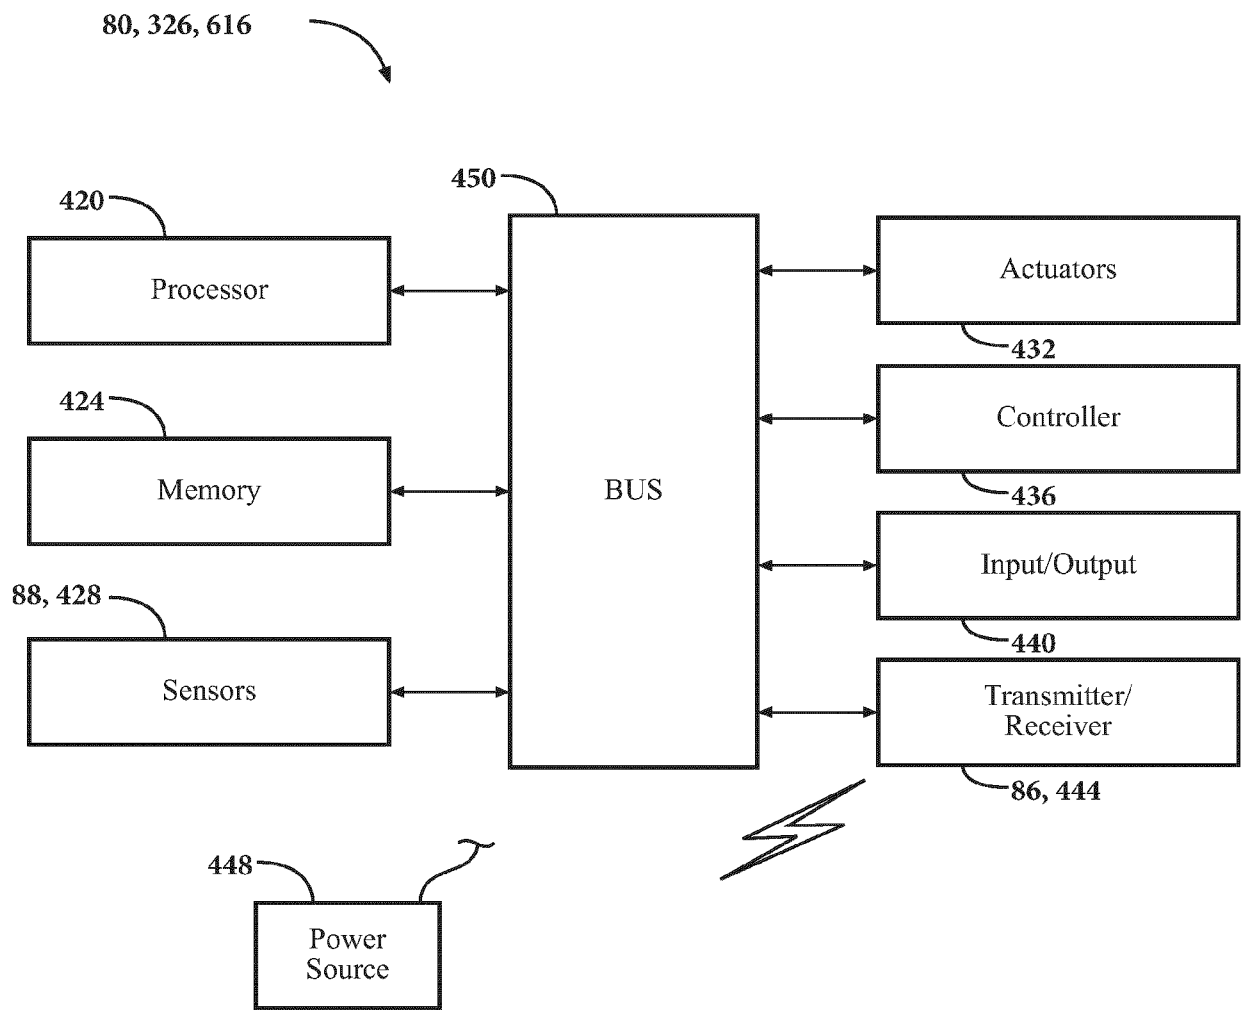 80, 326, 616
420
Processor
424
Memory
88, 428
Sensors
450
BUS
Actuators
432
Controller
436
Input/Output
440
Transmitter/
Receiver
86, 444
448
Power
Source